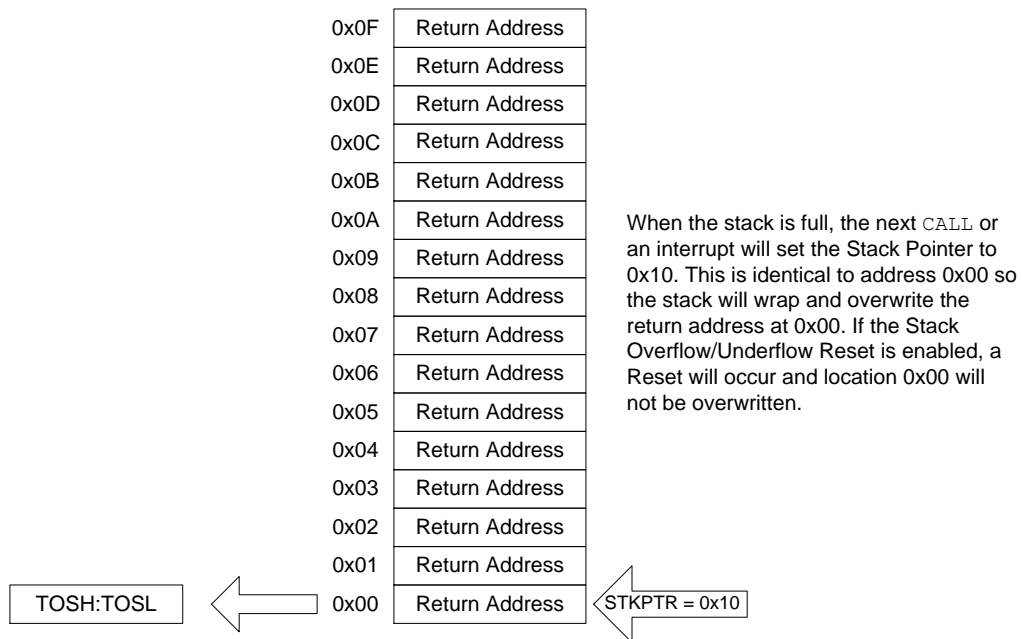 0x0F Return Address
0x0E Return Address
0x0D Return Address
0x0C Return Address
0x0B Return Address
0x0A Return Address
0x09 Return Address
0x08 Return Address
0x07 Return Address
0x06 Return Address
0x05 Return Address
0x04 Return Address
0x03 Return Address
0x02 Return Address
0x01 Return Address
TOSH:TOSL 0x00 Return Address STKPTR = 0x10
When the stack is full, the next CALL or
an interrupt will set the Stack Pointer to
0x10. This is identical to address 0x00 so
the stack will wrap and overwrite the
return address at 0x00. If the Stack
Overflow/Underflow Reset is enabled, a
Reset will occur and location 0x00 will
not be overwritten.